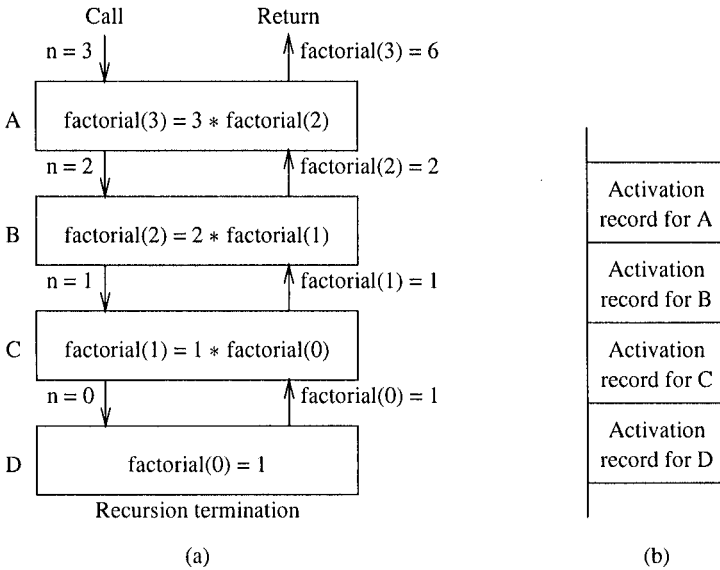 Call
Return
n = 3
factorial(3) = 6
A
factorial(3) = 3 * factorial(2)
n = 2
factorial(2) = 2
B
factorial(2) = 2 * factorial(1)
n = 1
factorial(1) = 1
C
factorial(1) = 1 * factorial(0)
n = 0
factorial(0) = 1
D
factorial(0) = 1
Recursion termination
(a)
Activation
record for A
Activation
record for B
Activation
record for C
Activation
record for D
(b)